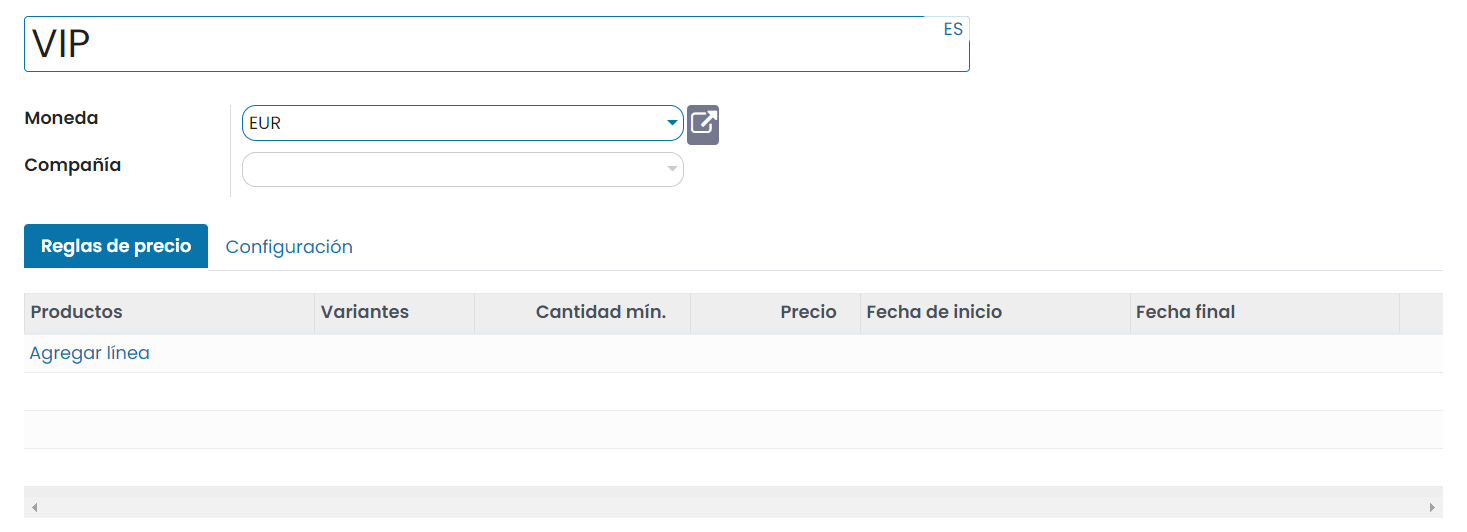 VIP ES
Moneda EUR
Compañía
Reglas de precio Configuración
Productos Variantes Cantidad mín. Precio Fecha de inicio Fecha final
Agregar línea